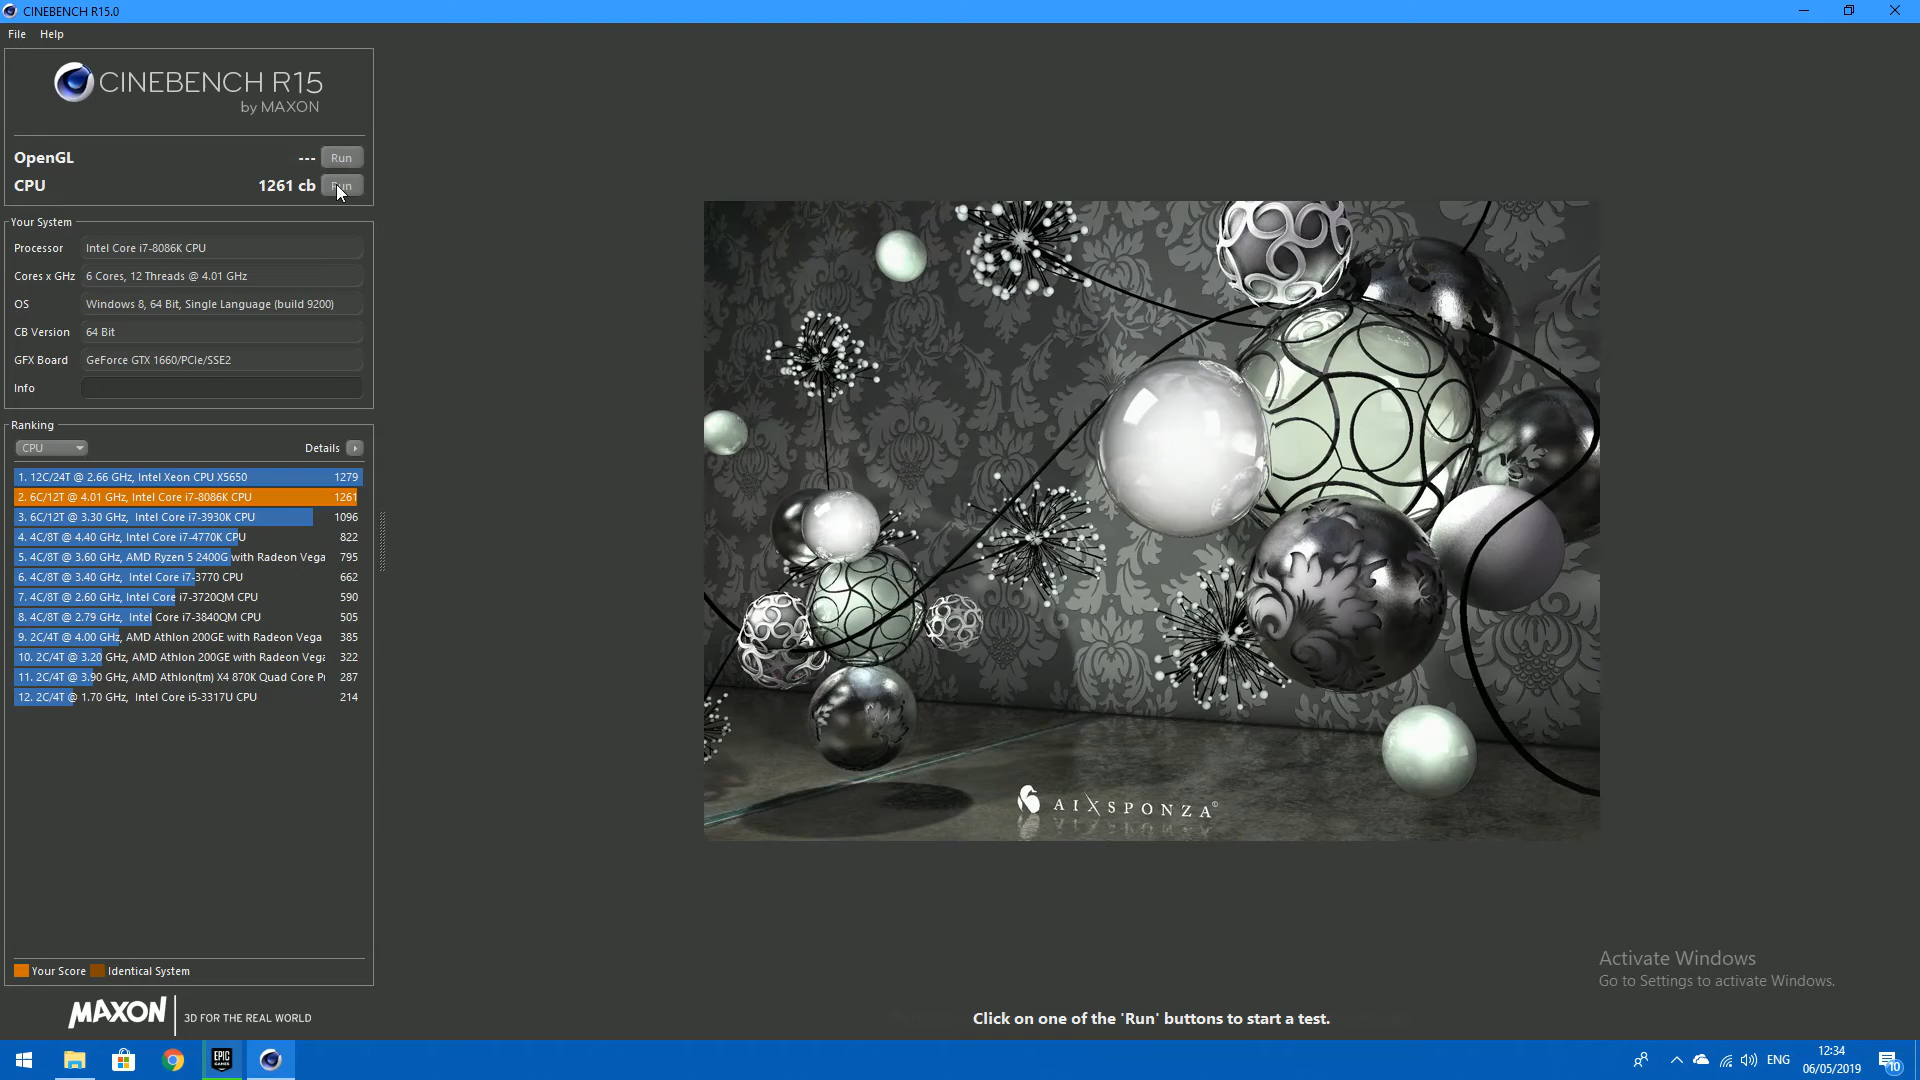 CINEBENCH R15.0
File Help
CINEBENCH R15
by MAXON
OpenGL --- Run
CPU 1261 cb Run
Your System
Processor Intel Core i7-8086K CPU
Cores x GHz 6 Cores, 12 Threads @ 4.01 GHz
OS Windows 8, 64 Bit, Single Language (build 9200)
CB Version 64 Bit
GFX Board GeForce GTX 1660/PCIe/SSE2
Info
Ranking
CPU Details
1. 12C/24T @ 2.66 GHz, Intel Xeon CPU X5650 1279
2. 6C/12T @ 4.01 GHz, Intel Core i7-8086K CPU 1261
3. 6C/12T @ 3.30 GHz, Intel Core i7-3930K CPU 1096
4. 4C/8T @ 4.40 GHz, Intel Core i7-4770K CPU 822
5. 4C/8T @ 3.60 GHz, AMD Ryzen 5 2400G with Radeon Vega 795
6. 4C/8T @ 3.40 GHz, Intel Core i7-3770 CPU 662
7. 4C/8T @ 2.60 GHz, Intel Core i7-3720QM CPU 590
8. 4C/8T @ 2.79 GHz, Intel Core i7-3840QM CPU 505
9. 2C/4T @ 4.00 GHz, AMD Athlon 200GE with Radeon Vega 385
10. 2C/4T @ 3.20 GHz, AMD Athlon 200GE with Radeon Vega 322
11. 2C/4T @ 3.90 GHz, AMD Athlon(tm) X4 870K Quad Core Pr 287
12. 2C/4T @ 1.70 GHz, Intel Core i5-3317U CPU 214
Your Score Identical System
MAXON 3D FOR THE REAL WORLD
AIXSPONZA®
Activate Windows
Go to Settings to activate Windows.
Click on one of the 'Run' buttons to start a test.
EPIC
GAMES
ENG
12:34
06/05/2019
10